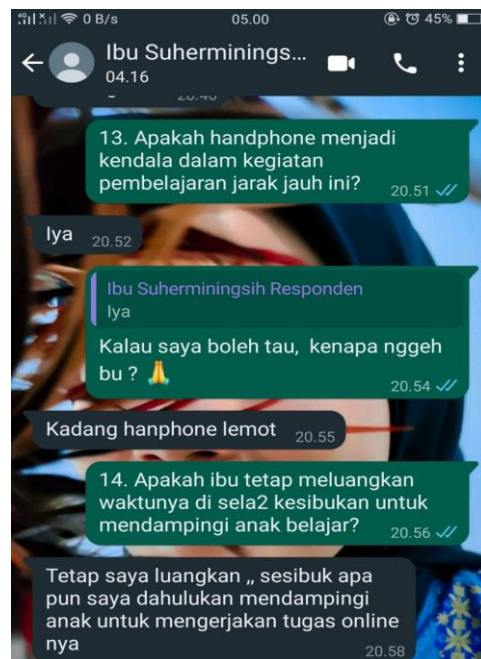 0 B/s 05.00 45%
Ibu Suherminings...
04.16
13. Apakah handphone menjadi
kendala dalam kegiatan
pembelajaran jarak jauh ini?
20.51
Iya
20.52
Ibu Suherminingsih Responden
Iya
Kalau saya boleh tau, kenapa nggeh
bu ? 🙏
20.54
Kadang hanphone lemot
20.55
14. Apakah ibu tetap meluangkan
waktunya di sela2 kesibukan untuk
mendampingi anak belajar?
20.56
Tetap saya luangkan ,, sesibuk apa
pun saya dahulukan mendampingi
anak untuk mengerjakan tugas online
nya
20.58